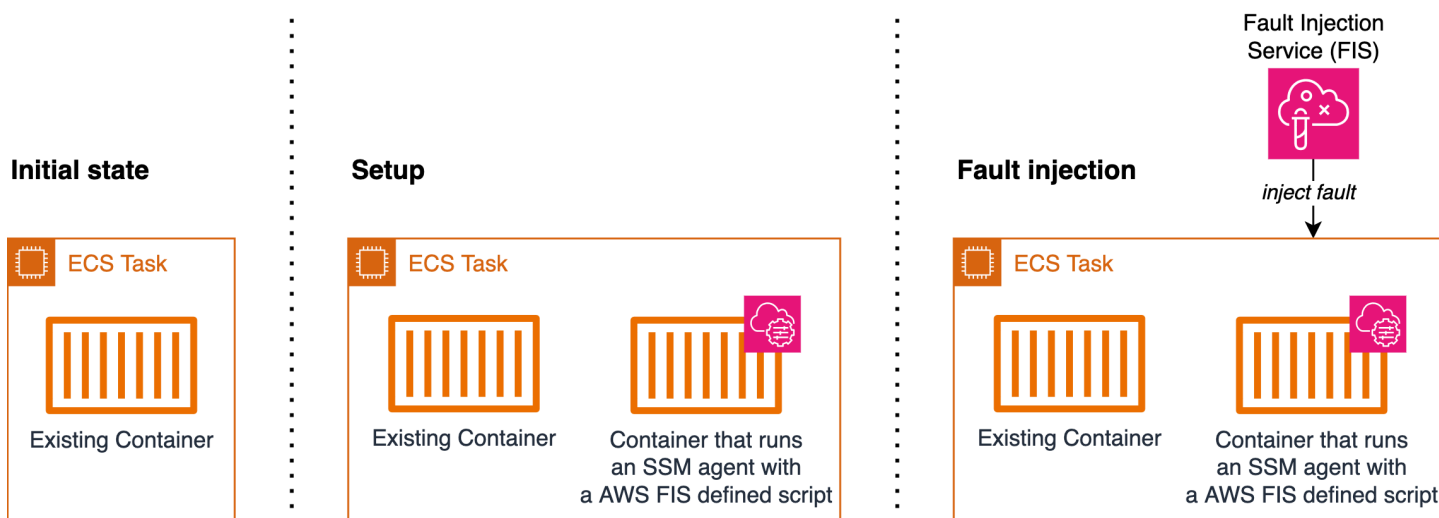 Initial state
ECS Task
Existing Container
Setup
ECS Task
Existing Container
Container that runs
an SSM agent with
a AWS FIS defined script
Fault Injection
Service (FIS)
Fault injection
inject fault
ECS Task
Existing Container
Container that runs
an SSM agent with
a AWS FIS defined script